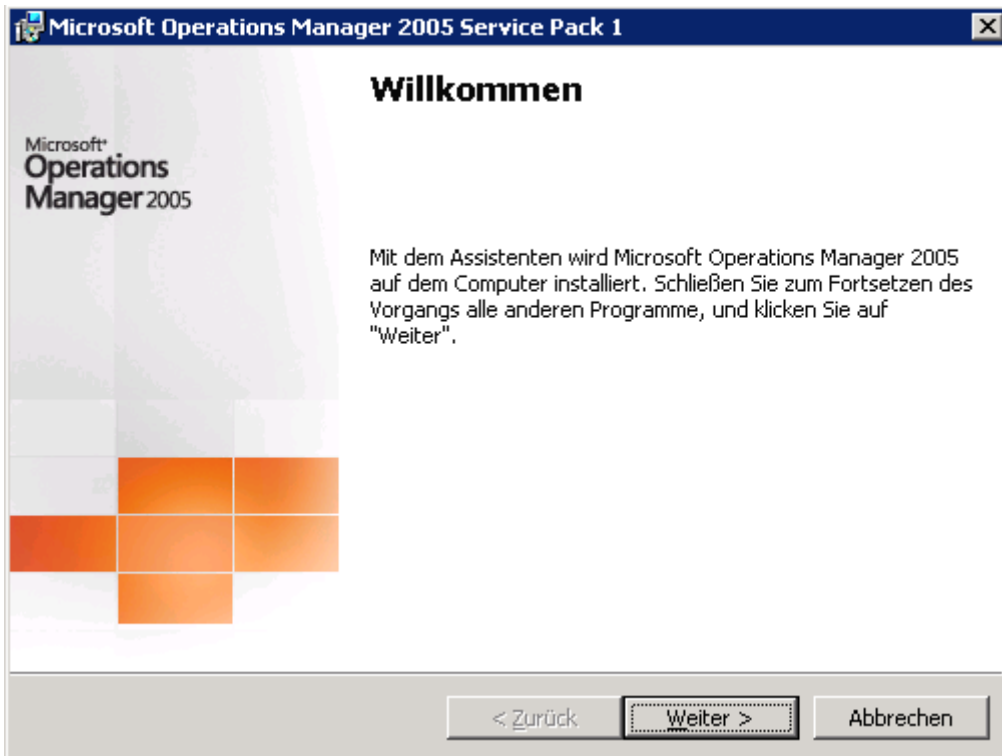 Microsoft Operations Manager 2005 Service Pack 1
Willkommen
Microsoft®
Operations
Manager 2005
Mit dem Assistenten wird Microsoft Operations Manager 2005
auf dem Computer installiert. Schließen Sie zum Fortsetzen des
Vorgangs alle anderen Programme, und klicken Sie auf
"Weiter".
< Zurück
Weiter >
Abbrechen